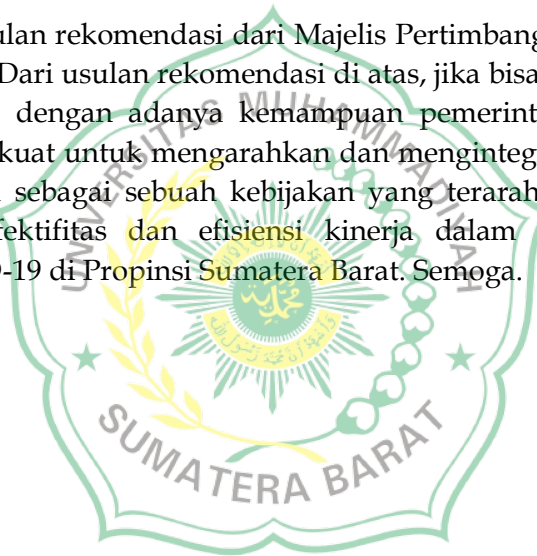 ulan rekomendasi dari Majelis Pertimbang
Dari usulan rekomendasi di atas, jika bisa
dengan adanya kemampuan pemerint
kuat untuk mengarahkan dan menginteg
sebagai sebuah kebijakan yang terarah
fektifitas dan efisiensi kinerja dalam
-19 di Propinsi Sumatera Barat. Semoga.
UNIVERSITAS MUHAMMADIYAH
SUMATERA BARAT